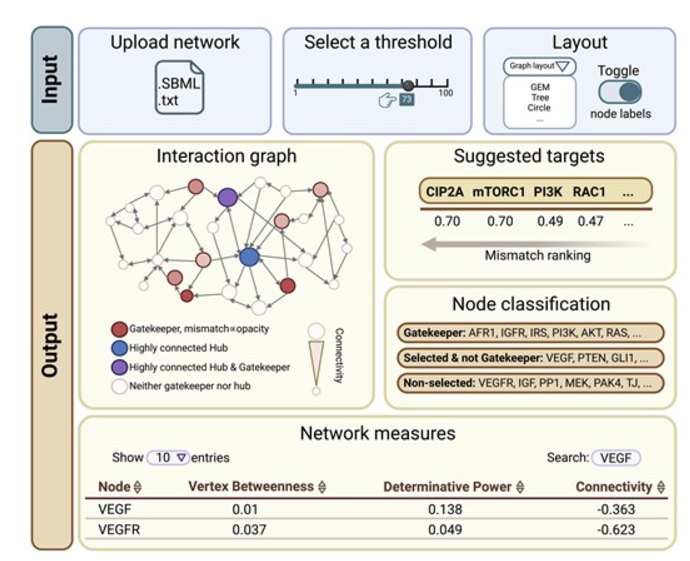 Input
Upload network
.SBML
.txt
Select a threshold
1
100
73
Layout
Graph layout
GEM
Tree
Circle
...
Toggle
node labels
Output
Interaction graph
Gatekeeper, mismatch∝opacity
Highly connected Hub
Highly connected Hub & Gatekeeper
Neither gatekeeper nor hub
Connectivity
Suggested targets
CIP2A mTORC1 PI3K RAC1 ...
0.70 0.70 0.49 0.47 ...
Mismatch ranking
Node classification
Gatekeeper: AFR1, IGFR, IRS, PI3K, AKT, RAS, ...
Selected & not Gatekeeper: VEGF, PTEN, GLI1, ...
Non-selected: VEGFR, IGF, PP1, MEK, PAK4, TJ, ...
Network measures
Show 10 entries
Search: VEGF
Node Vertex Betweenness Determinative Power Connectivity
VEGF 0.01 0.138 -0.363
VEGFR 0.037 0.049 -0.623